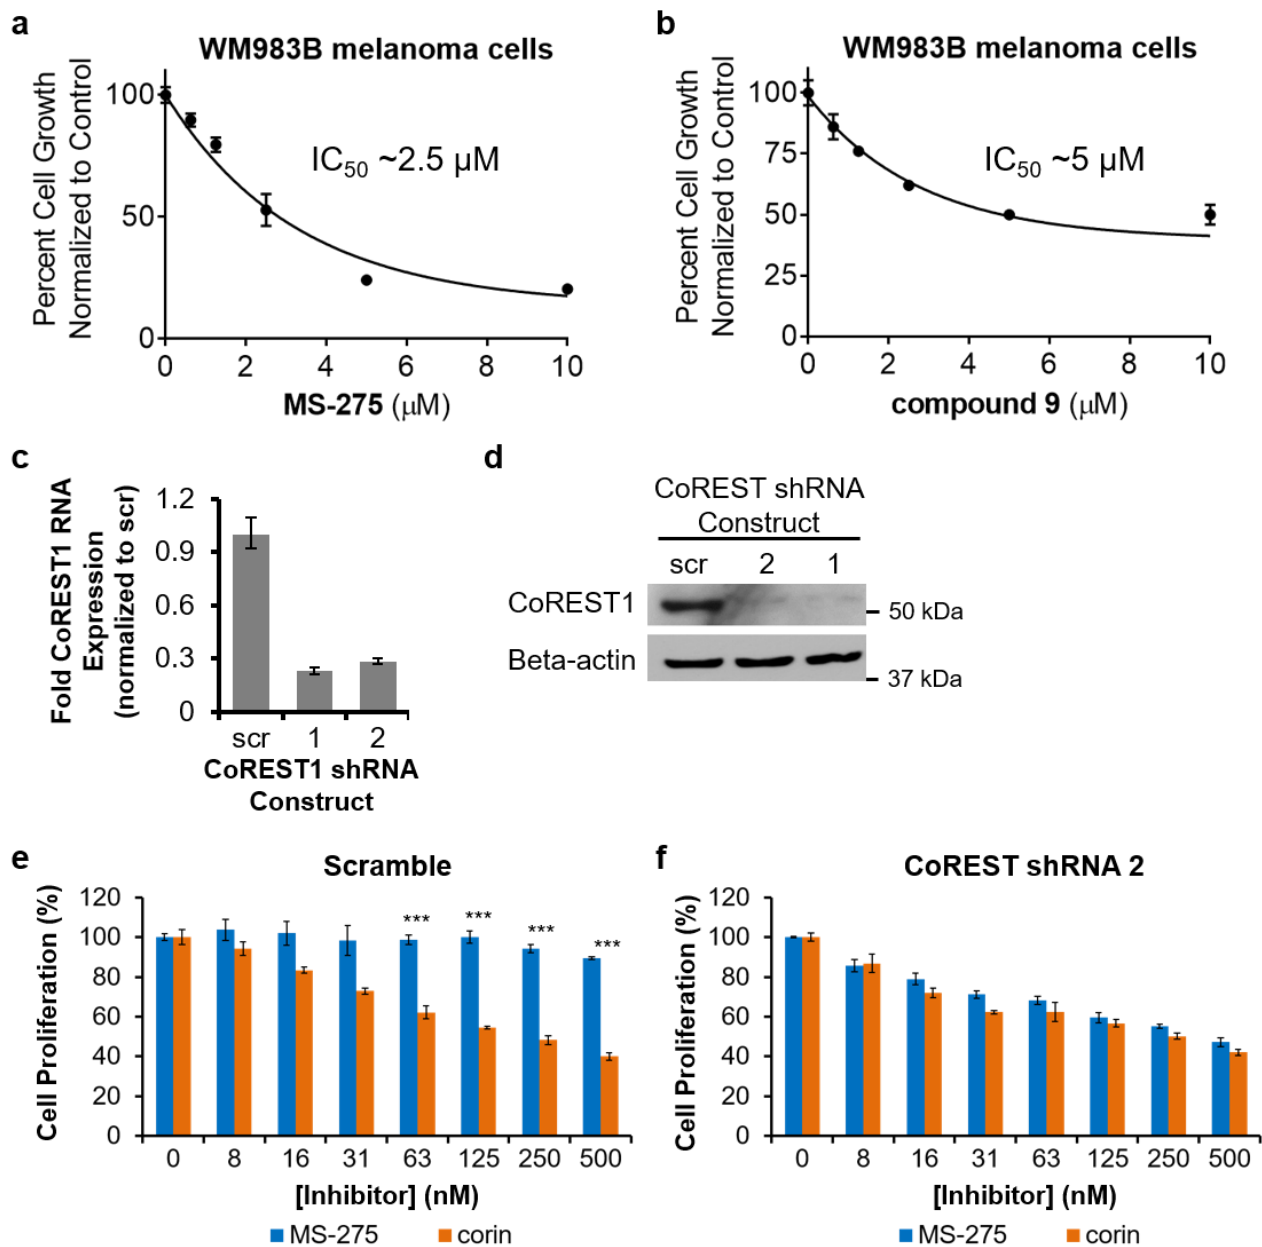 a
WM983B melanoma cells
Percent Cell Growth
Normalized to Control
100
50
0
IC50 ~2.5 μM
0 2 4 6 8 10
MS-275 (μM)
b
WM983B melanoma cells
Percent Cell Growth
Normalized to Control
100
75
50
25
0
IC50 ~5 μM
0 2 4 6 8 10
compound 9 (μM)
c
Fold CoREST1 RNA
Expression
(normalized to scr)
1.2
0.9
0.6
0.3
0
scr 1 2
CoREST1 shRNA
Construct
d
CoREST shRNA
Construct
scr 2 1
CoREST1
50 kDa
Beta-actin
37 kDa
e
Scramble
Cell Proliferation (%)
120
100
80
60
40
20
0
*** *** *** ***
0 8 16 31 63 125 250 500
[Inhibitor] (nM)
MS-275 corin
f
CoREST shRNA 2
Cell Proliferation (%)
120
100
80
60
40
20
0
0 8 16 31 63 125 250 500
[Inhibitor] (nM)
MS-275 corin